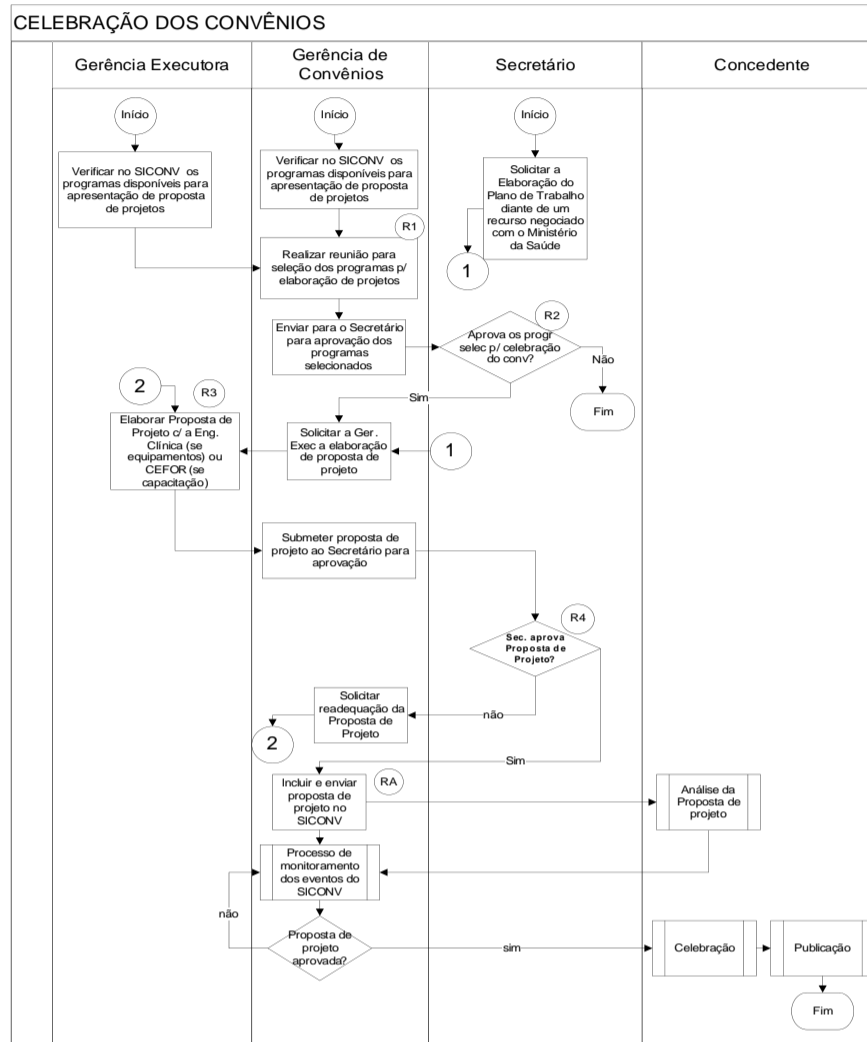 CELEBRAÇÃO DOS CONVÊNIOS
Gerência Executora
Gerência de
Convênios
Secretário
Concedente
Início
Início
Início
Verificar no SICONV os
programas disponíveis para
apresentação de proposta
de projetos
Verificar no SICONV os
programas disponíveis para
apresentação de proposta
de projetos
Solicitar a
Elaboração do
Plano de Trabalho
diante de um
recurso negociado
com o Ministério
da Saúde
R1
1
Realizar reunião para
seleção dos programas p/
elaboração de projetos
Enviar para o Secretário
para aprovação dos
programas
selecionados
R2
Aprova os progr
selec p/ celebração
do conv?
Não
Fim
Sim
2
R3
Elaborar Proposta de
Projeto c/ a Eng.
Clínica (se
equipamentos) ou
CEFOR (se
capacitação)
Solicitar a Ger.
Exec a elaboração
de proposta de
projeto
1
Submeter proposta de
projeto ao Secretário para
aprovação
R4
Sec. aprova
Proposta de
Projeto?
Solicitar
readequação da
Proposta de
Projeto
não
2
Sim
Incluir e enviar
proposta de
projeto no
SICONV
RA
Análise da
Proposta de
projeto
Processo de
monitoramento
dos eventos do
SICONV
não
Proposta de
projeto
aprovada?
sim
Celebração
Publicação
Fim